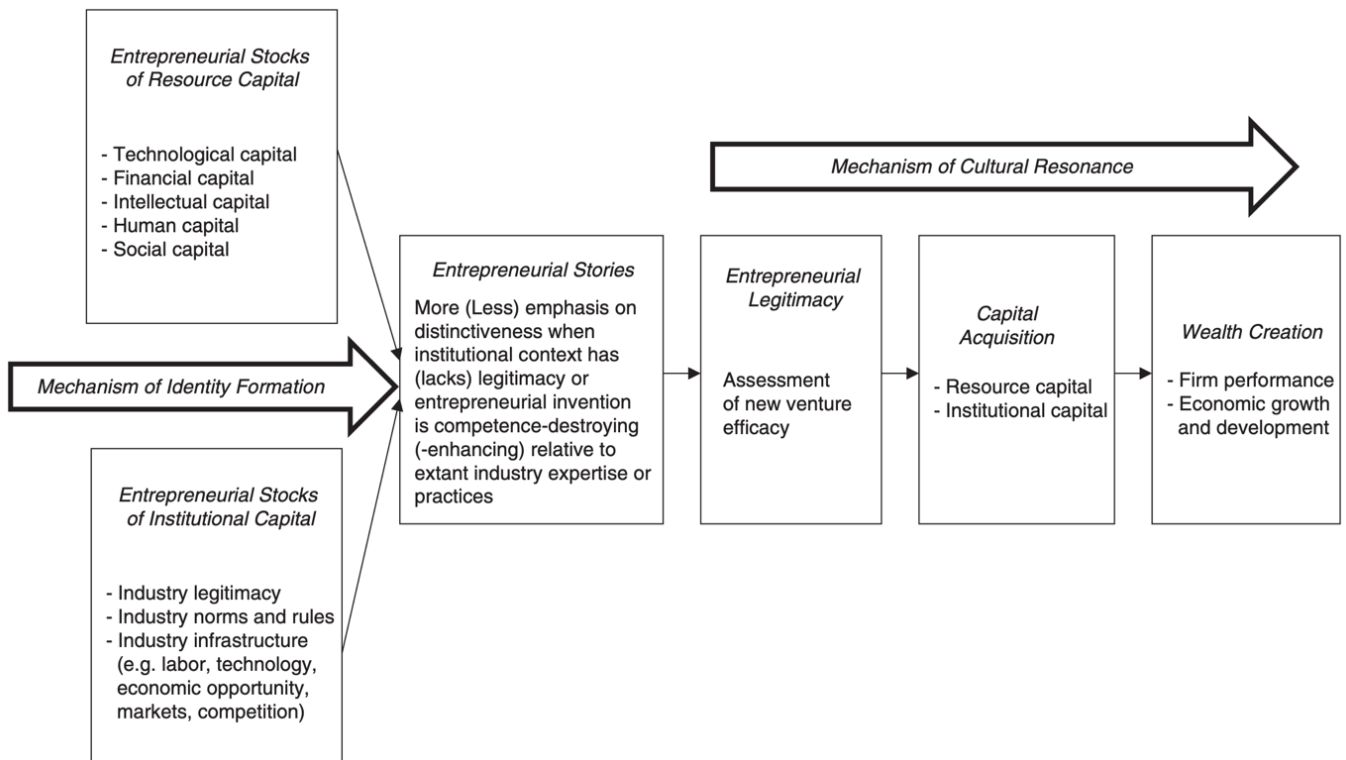 Entrepreneurial Stocks
of Resource Capital
- Technological capital
- Financial capital
- Intellectual capital
- Human capital
- Social capital
Mechanism of Identity Formation
Entrepreneurial Stocks
of Institutional Capital
- Industry legitimacy
- Industry norms and rules
- Industry infrastructure
(e.g. labor, technology,
economic opportunity,
markets, competition)
Entrepreneurial Stories
More (Less) emphasis on
distinctiveness when
institutional context has
(lacks) legitimacy or
entrepreneurial invention
is competence-destroying
(-enhancing) relative to
extant industry expertise or
practices
Mechanism of Cultural Resonance
Entrepreneurial
Legitimacy
Assessment
of new venture
efficacy
Capital
Acquisition
- Resource capital
- Institutional capital
Wealth Creation
- Firm performance
- Economic growth
and development